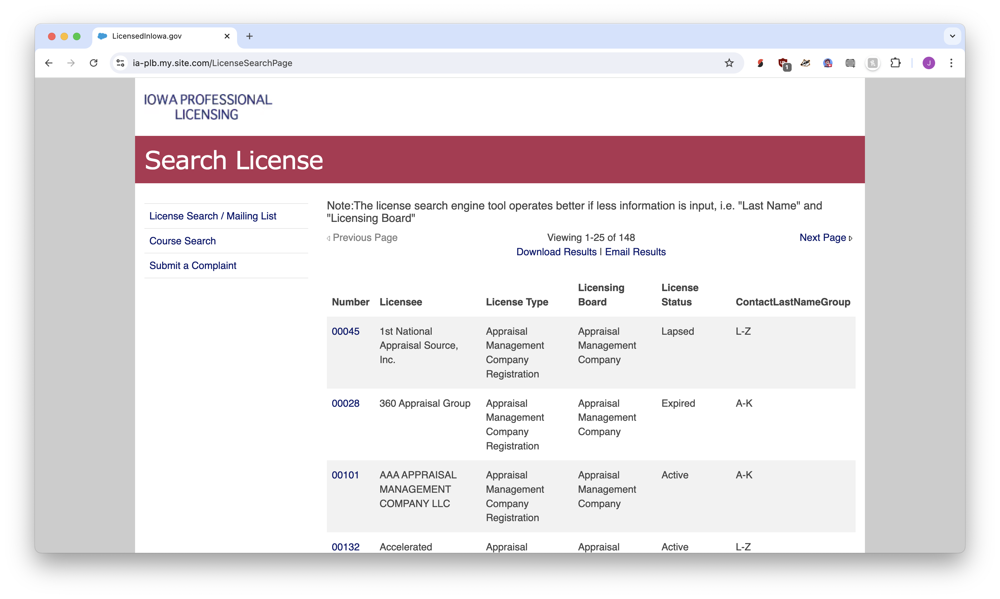 LicensedInIowa.gov
ia-plb.my.site.com/LicenseSearchPage
1
J
IOWA PROFESSIONAL
LICENSING
Search License
License Search / Mailing List
Course Search
Submit a Complaint
Note:The license search engine tool operates better if less information is input, i.e. "Last Name" and
"Licensing Board"
Previous Page
Viewing 1-25 of 148
Next Page
Download Results | Email Results
Number Licensee License Type Licensing Board License Status ContactLastNameGroup
00045 1st National Appraisal Source, Inc. Appraisal Management Company Registration Appraisal Management Company Lapsed L-Z
00028 360 Appraisal Group Appraisal Management Company Registration Appraisal Management Company Expired A-K
00101 AAA APPRAISAL MANAGEMENT COMPANY LLC Appraisal Management Company Registration Appraisal Management Company Active A-K
00132 Accelerated Appraisal Appraisal Active L-Z